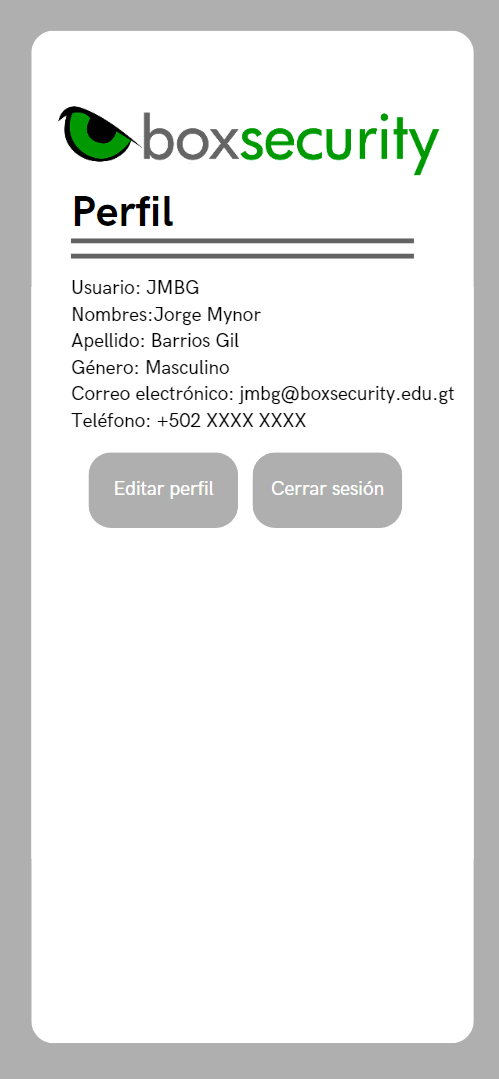 boxsecurity
Perfil
Usuario: JMBG
Nombres:Jorge Mynor
Apellido: Barrios Gil
Género: Masculino
Correo electrónico: jmbg@boxsecurity.edu.gt
Teléfono: +502 XXXX XXXX
Editar perfil
Cerrar sesión